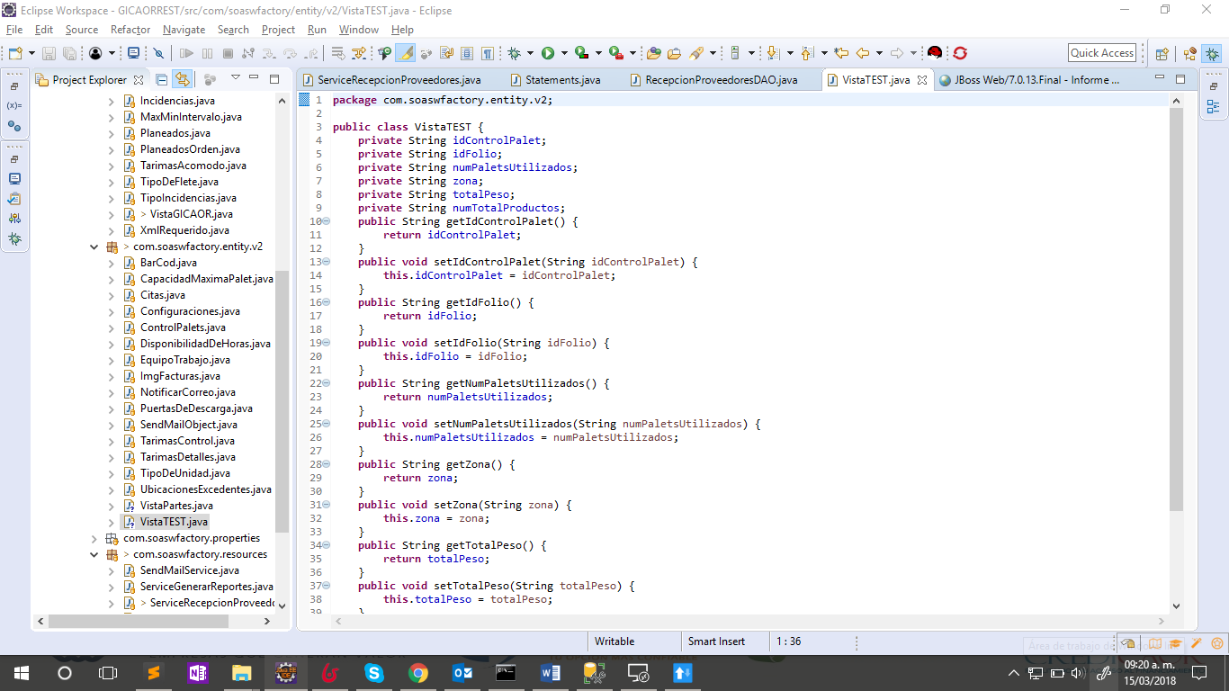 Eclipse Workspace - GICAORREST/src/com/soaswfactory/entity/v2/VistaTEST.java - Eclipse
File Edit Source Refactor Navigate Search Project Run Window Help
Quick Access
Project Explorer
ServiceRecepcionProveedores.java
Statements.java
RecepcionProveedoresDAO.java
VistaTEST.java
JBoss Web/7.0.13.Final - Informe ...
Incidencias.java
MaxMinIntervalo.java
Planeados.java
PlaneadosOrden.java
TarimasAcomodo.java
TipoDeFlete.java
TipoIncidencias.java
> VistaGICAOR.java
XmlRequerido.java
> com.soaswfactory.entity.v2
BarCod.java
CapacidadMaximaPalet.java
Citas.java
Configuraciones.java
ControlPalets.java
DisponibilidadDeHoras.java
EquipoTrabajo.java
ImgFacturas.java
NotificarCorreo.java
PuertasDeDescarga.java
SendMailObject.java
TarimasControl.java
TarimasDetalles.java
TipoDeUnidad.java
UbicacionesExcedentes.java
VistaPartes.java
VistaTEST.java
com.soaswfactory.properties
> com.soaswfactory.resources
SendMailService.java
ServiceGenerarReportes.java
> ServiceRecepcionProveedo
1 package com.soaswfactory.entity.v2;
2
3 public class VistaTEST {
4 private String idControlPalet;
5 private String idFolio;
6 private String numPaletsUtilizados;
7 private String zona;
8 private String totalPeso;
9 private String numTotalProductos;
10 public String getIdControlPalet() {
11 return idControlPalet;
12 }
13 public void setIdControlPalet(String idControlPalet) {
14 this.idControlPalet = idControlPalet;
15 }
16 public String getIdFolio() {
17 return idFolio;
18 }
19 public void setIdFolio(String idFolio) {
20 this.idFolio = idFolio;
21 }
22 public String getNumPaletsUtilizados() {
23 return numPaletsUtilizados;
24 }
25 public void setNumPaletsUtilizados(String numPaletsUtilizados) {
26 this.numPaletsUtilizados = numPaletsUtilizados;
27 }
28 public String getZona() {
29 return zona;
30 }
31 public void setZona(String zona) {
32 this.zona = zona;
33 }
34 public String getTotalPeso() {
35 return totalPeso;
36 }
37 public void setTotalPeso(String totalPeso) {
38 this.totalPeso = totalPeso;
39 }
Writable
Smart Insert
1 : 36
09:20 a. m.
15/03/2018